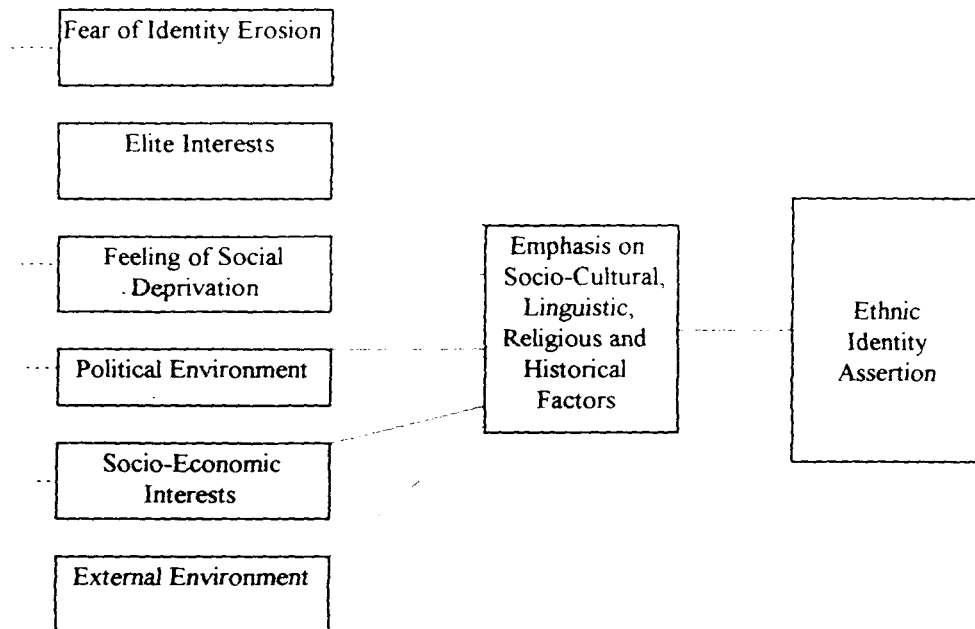 Fear of Identity Erosion
Elite Interests
Feeling of Social
Deprivation
Political Environment
Socio-Economic
Interests
External Environment
Emphasis on
Socio-Cultural,
Linguistic,
Religious and
Historical
Factors
Ethnic
Identity
Assertion